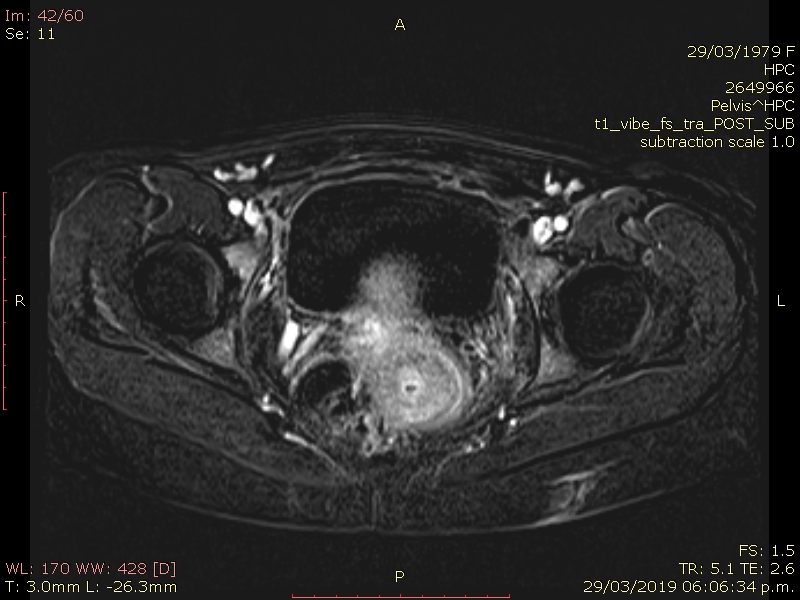 Im: 42/60
Se: 11
A
29/03/1979 F
HPC
2649966
Pelvis^HPC
t1_vibe_fs_tra_POST_SUB
subtraction scale 1.0
R
L
WL: 170 WW: 428 [D]
T: 3.0mm L: -26.3mm
P
FS: 1.5
TR: 5.1 TE: 2.6
29/03/2019 06:06:34 p.m.